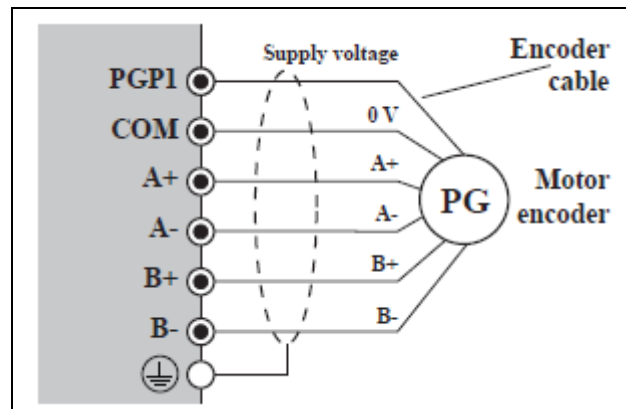 Supply voltage
Encoder
cable
PGP1
COM
0 V
A+
A+
A-
A-
PG
Motor
encoder
B+
B+
B-
B-